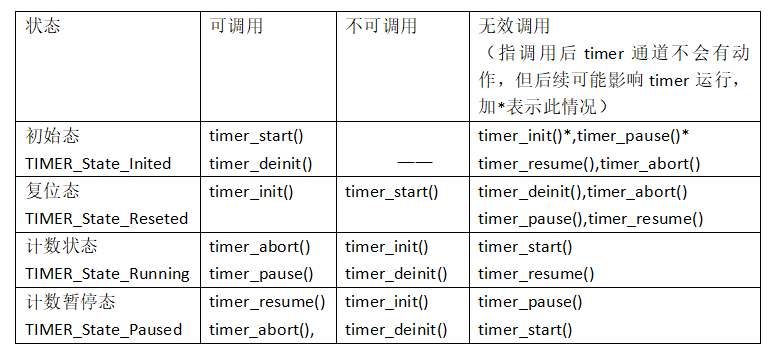 状态 可调用 不可调用 无效调用
（指调用后 timer 通道不会有动
作，但后续可能影响 timer 运行，
加*表示此情况）
初始态 timer_start() timer_init()*,timer_pause()*
TIMER_State_Inited timer_deinit() —— timer_resume(),timer_abort()
复位态 timer_init() timer_start() timer_deinit(),timer_abort()
TIMER_State_Reseted timer_pause(),timer_resume()
计数状态 timer_abort() timer_init() timer_start()
TIMER_State_Running timer_pause() timer_deinit() timer_resume()
计数暂停态 timer_resume() timer_init() timer_pause()
TIMER_State_Paused timer_abort(), timer_deinit() timer_start()